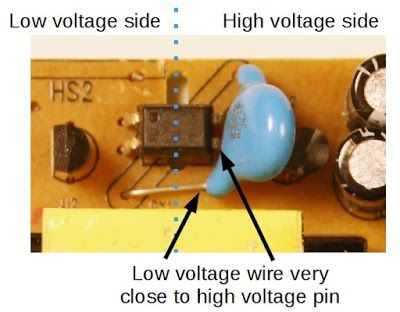 Low voltage side
High voltage side
HS2
Low voltage wire very
close to high voltage pin